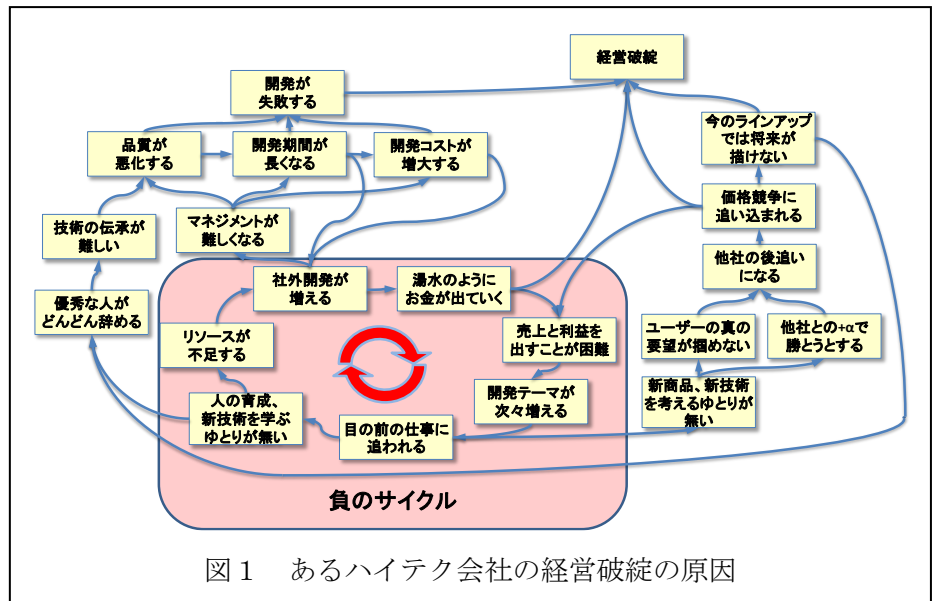 経営破綻
開発が
失敗する
今のラインアップ
では将来が
描けない
品質が
悪化する
開発期間が
長くなる
開発コストが
増大する
価格競争に
追い込まれる
技術の伝承が
難しい
マネジメントが
難しくなる
他社の後追い
になる
社外開発が
増える
湯水のように
お金が出ていく
優秀な人が
どんどん辞める
リソースが
不足する
売上と利益を
出すことが困難
ユーザーの真の
要望が掴めない
他社との+αで
勝とうとする
人の育成、
新技術を学ぶ
ゆとりが無い
開発テーマが
次々増える
新商品、新技術
を考えるゆとりが
無い
目の前の仕事に
追われる
負のサイクル
図1 あるハイテク会社の経営破綻の原因